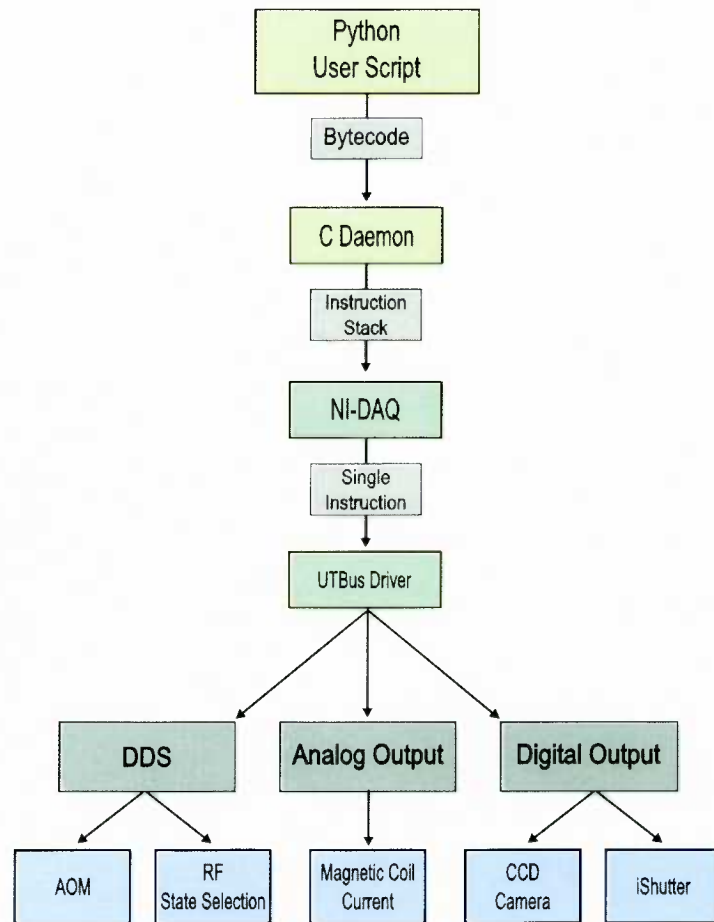 Python
User Script
Bytecode
C Daemon
Instruction
Stack
NI-DAQ
Single
Instruction
UTBus Driver
DDS
Analog Output
Digital Output
AOM
RF
State Selection
Magnetic Coil
Current
CCD
Camera
iShutter